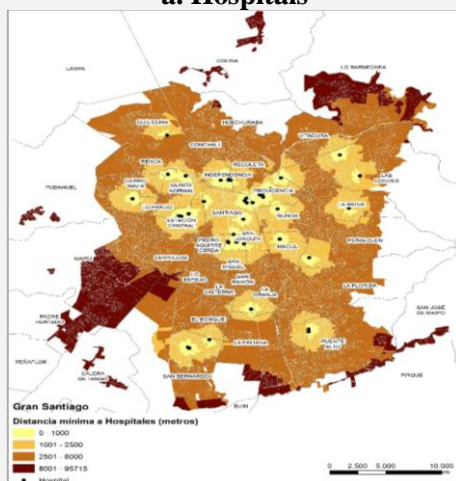 a. Hospitals
COLINA
LAMPA
LO BARNECHEA
QUILICURA
HUECHURABA
VITACURA
CONCHALI
RENCA
RECOLETA
LAS CONDES
CERRO NAVIA
INDEPENDENCIA
QUINTA NORMAL
PROVIDENCIA
PUDAHUEL
LO PRADO
SANTIAGO
LA REINA
ESTACION CENTRAL
ÑUÑOA
SAN JOAQUIN
PEDRO AGUIRRE CERDA
MACUL
PEÑALOLEN
MAIPU
CERRILLOS
SAN MIGUEL
LO ESPEJO
SAN RAMON
LA CISTERNA
LA GRANJA
LA FLORIDA
PADRE HURTADO
SAN JOSE DE MAIPO
EL BOSQUE
LA PINTANA
PUENTE ALTO
PEÑAFLOR
CALERA DE TANGO
PIRQUE
SAN BERNARDO
BUIN
Gran Santiago
Distancia mínima a Hospitales (metros)
0 - 1000
1001 - 2500
2501 - 8000
8001 - 95715
Hospital
0 2.500 5.000 10.000